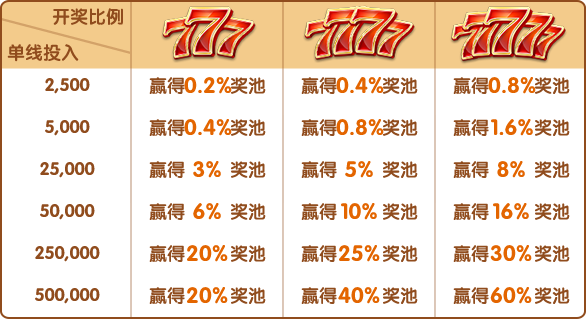 开奖比例
单线投入
777 7777 77777
2,500 赢得0.2%奖池 赢得0.4%奖池 赢得0.8%奖池
5,000 赢得0.4%奖池 赢得0.8%奖池 赢得1.6%奖池
25,000 赢得 3% 奖池 赢得 5% 奖池 赢得 8% 奖池
50,000 赢得 6% 奖池 赢得10%奖池 赢得16%奖池
250,000 赢得20%奖池 赢得25%奖池 赢得30%奖池
500,000 赢得20%奖池 赢得40%奖池 赢得60%奖池